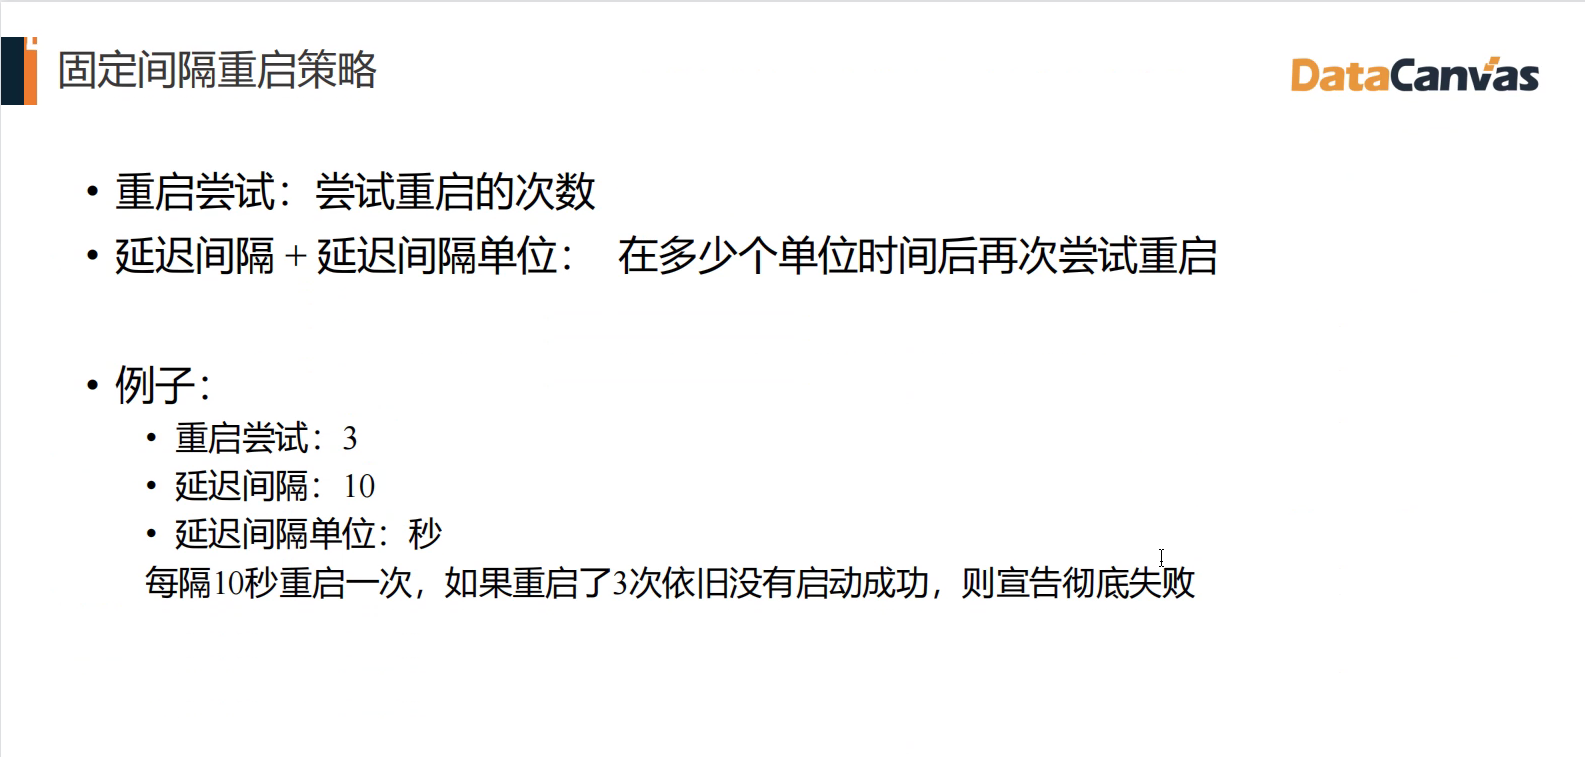 固定间隔重启策略
DataCanvas
• 重启尝试：尝试重启的次数
• 延迟间隔 + 延迟间隔单位： 在多少个单位时间后再次尝试重启
• 例子：
• 重启尝试：3
• 延迟间隔：10
• 延迟间隔单位：秒
每隔10秒重启一次，如果重启了3次依旧没有启动成功，则宣告彻底失败